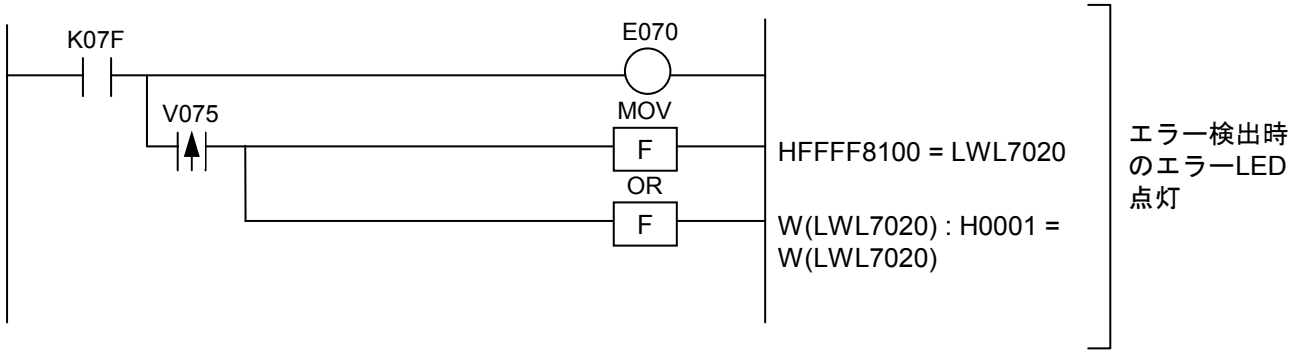 K07F
E070
V075
MOV
F
HFFFF8100 = LWL7020
OR
F
W(LWL7020) : H0001 =
W(LWL7020)
エラー検出時
のエラーLED
点灯